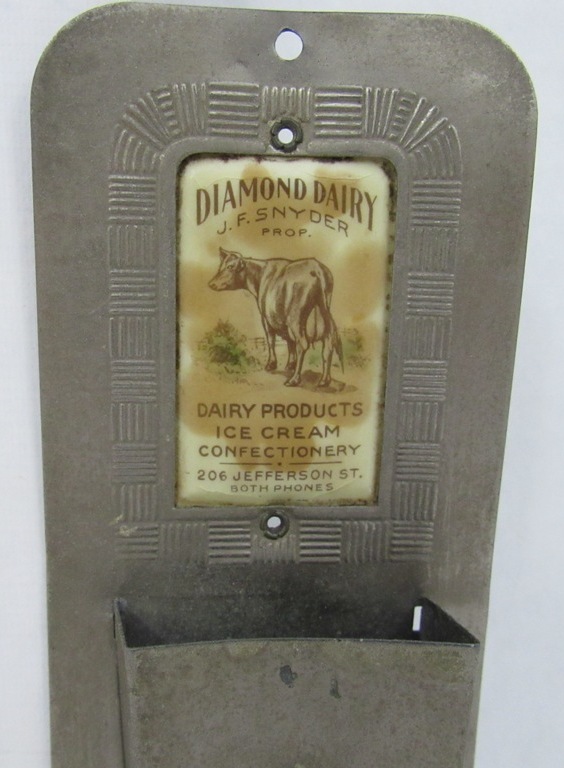 DIAMOND DAIRY
J. F. SNYDER
PROP.
DAIRY PRODUCTS
ICE CREAM
CONFECTIONERY
206 JEFFERSON ST.
BOTH PHONES